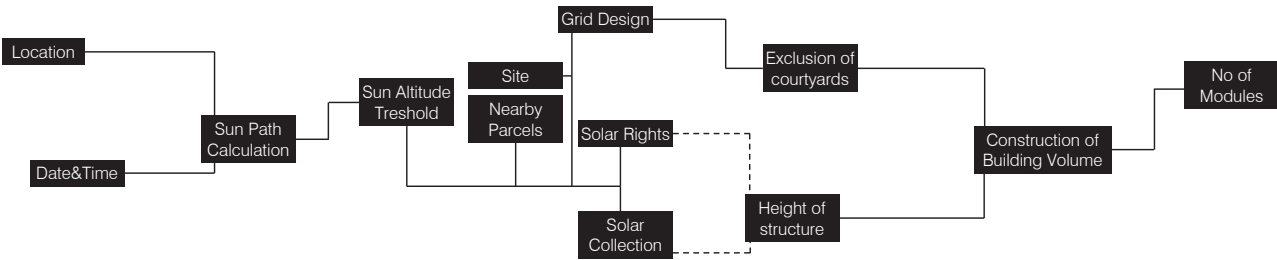 Location
Date&Time
Sun Path
Calculation
Sun Altitude
Treshold
Grid Design
Site
Nearby
Parcels
Solar Rights
Solar
Collection
Exclusion of
courtyards
Height of
structure
Construction of
Building Volume
No of
Modules